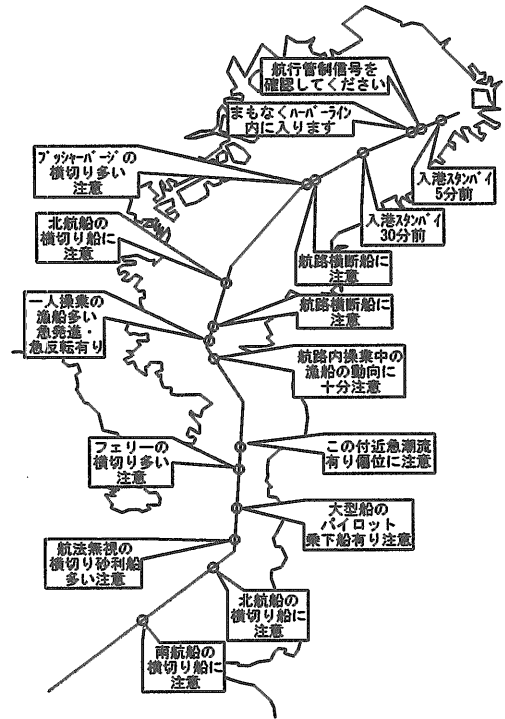 航行管制信号を
確認してください
まもなくﾊｰﾊﾞｰﾗｲﾝ
内に入ります
ﾌﾟｯｼｬｰﾊﾞｰｼﾞの
横切り多い
注意
入港ｽﾀﾝﾊﾞｲ
5分前
入港ｽﾀﾝﾊﾞｲ
30分前
北航船の
横切り船に
注意
航路横断船に
注意
一人操業の
漁船多い
急発進・
急反転有り
航路横断船に
注意
航路内操業中の
漁船の動向に
十分注意
フェリーの
横切り多い
注意
この付近急潮流
有り偏位に注意
大型船の
パイロット
乗下船有り注意
航法無視の
横切り砂利船
多い注意
北航船の
横切り船に
注意
南航船の
横切り船に
注意